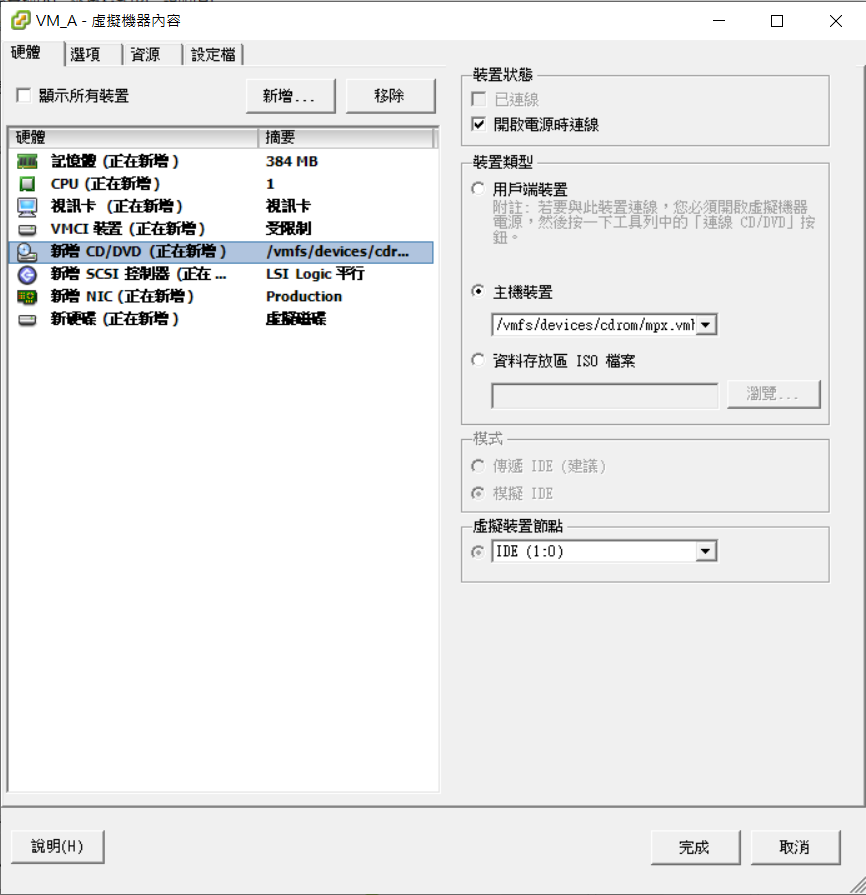 VM_A - 虛擬機器內容
硬體 選項 資源 設定檔
顯示所有裝置 新增... 移除
硬體 摘要
記憶體 (正在新增) 384 MB
CPU (正在新增) 1
視訊卡 (正在新增) 視訊卡
VMCI 裝置 (正在新增) 受限制
新增 CD/DVD (正在新增) /vmfs/devices/cdr...
新增 SCSI 控制器 (正在 ... LSI Logic 平行
新增 NIC (正在新增) Production
新硬碟 (正在新增) 虛擬磁碟
裝置狀態
已連線
開啟電源時連線
裝置類型
用戶端裝置
附註: 若要與此裝置連線，您必須開啟虛擬機器
電源，然後按一下工具列中的「連線 CD/DVD」按
鈕。
主機裝置
/vmfs/devices/cdrom/mpx.vmh
資料存放區 ISO 檔案
瀏覽...
模式
傳遞 IDE (建議)
模擬 IDE
虛擬裝置節點
IDE (1:0)
說明(H) 完成 取消